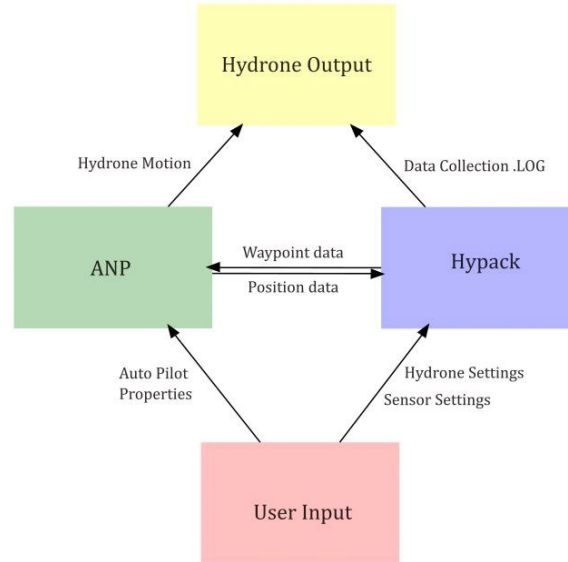 Hydrone Output
Hydrone Motion
Data Collection .LOG
Waypoint data
ANP
Hypack
Position data
Auto Pilot
Properties
Hydrone Settings
Sensor Settings
User Input